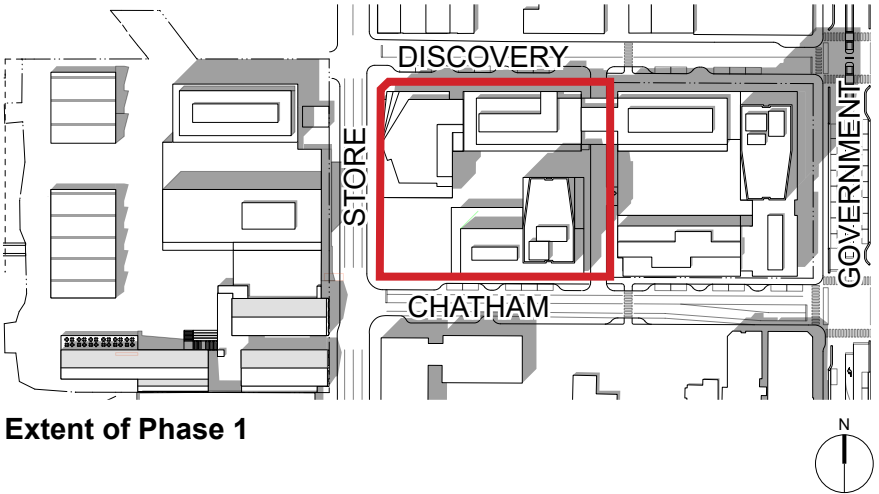 DISCOVERY
STORE
GOVERNMENT
CHATHAM
Extent of Phase 1
N